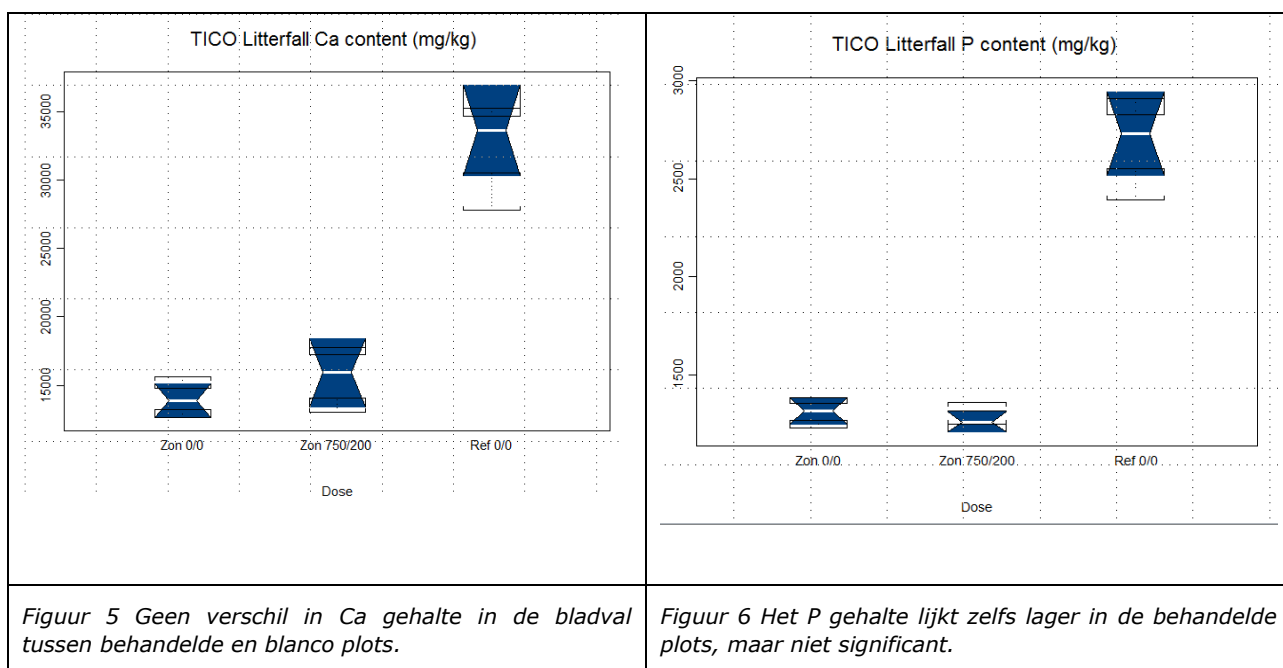 TICO Litterfall Ca content (mg/kg)
35000
30000
25000
20000
15000
Zon 0/0 Zon 750/200 Ref 0/0
Dose
TICO Litterfall P content (mg/kg)
3000
2500
2000
1500
Zon 0/0 Zon 750/200 Ref 0/0
Dose
Figuur 5 Geen verschil in Ca gehalte in de bladval
tussen behandelde en blanco plots.
Figuur 6 Het P gehalte lijkt zelfs lager in de behandelde
plots, maar niet significant.